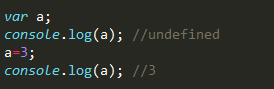 var a;
console.log(a); //undefined
a=3;
console.log(a); //3